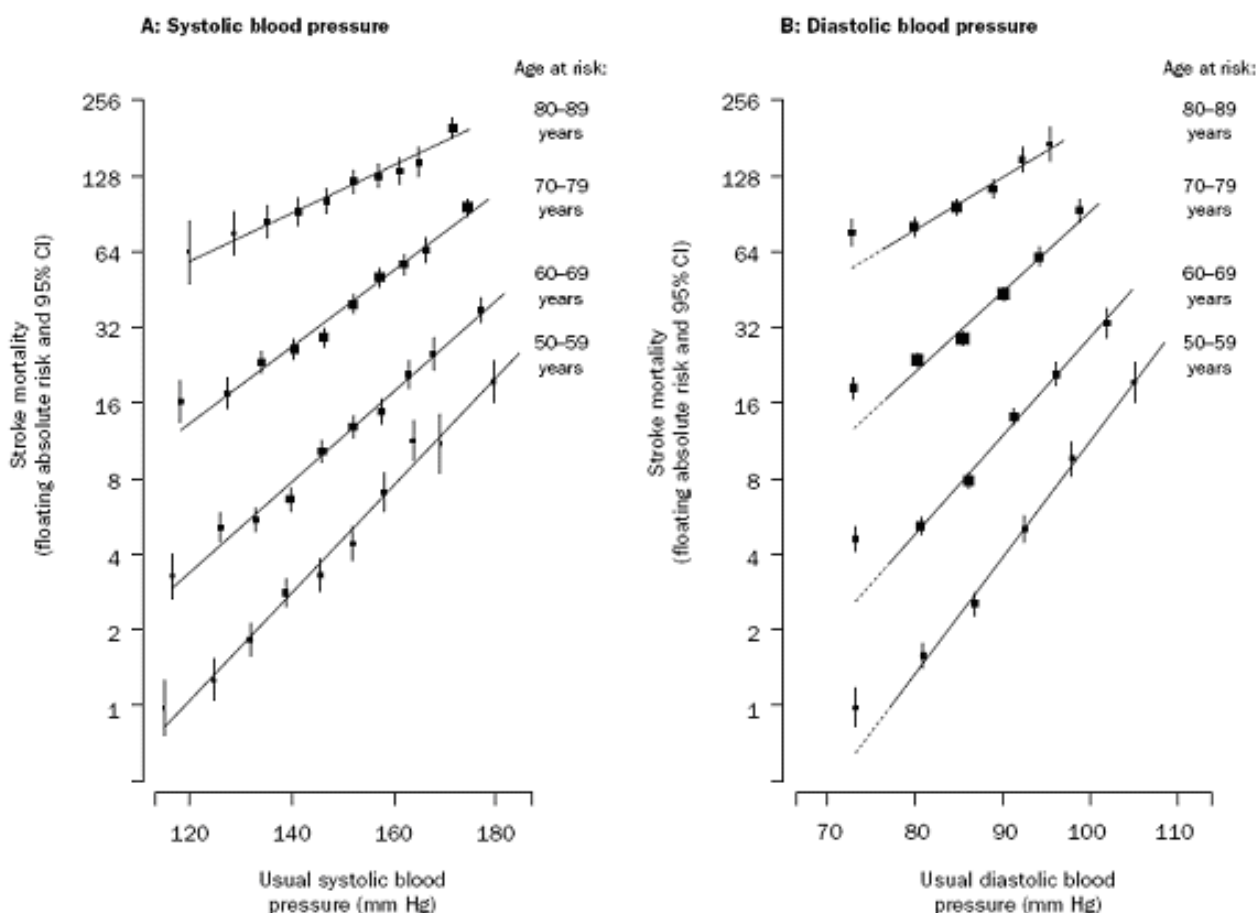 A: Systolic blood pressure
Age at risk:
256
128
64
32
16
8
4
2
1
80–89
years
70–79
years
60–69
years
50–59
years
Stroke mortality
(floating absolute risk and 95% CI)
120 140 160 180
Usual systolic blood
pressure (mm Hg)
B: Diastolic blood pressure
Age at risk:
256
128
64
32
16
8
4
2
1
80–89
years
70–79
years
60–69
years
50–59
years
Stroke mortality
(floating absolute risk and 95% CI)
70 80 90 100 110
Usual diastolic blood
pressure (mm Hg)